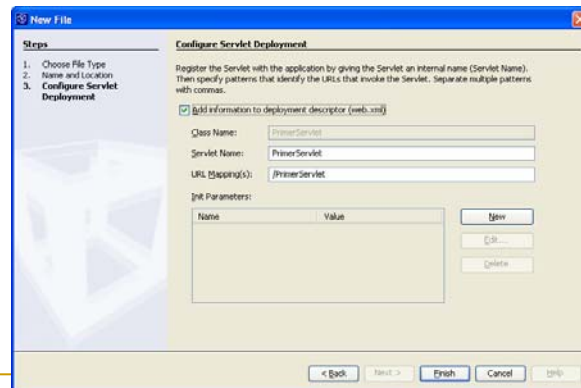 New File
Steps
1. Choose File Type
2. Name and Location
3. Configure Servlet
Deployment
Configure Servlet Deployment
Register the Servlet with the application by giving the Servlet an internal name (Servlet Name).
Then specify patterns that identify the URLs that invoke the Servlet. Separate multiple patterns
with commas.
Add information to deployment descriptor (web.xml)
Class Name: PrimerServlet
Servlet Name: PrimerServlet
URL Mapping(s): /PrimerServlet
Init Parameters:
Name Value
New
Edit...
Delete
< Back Next > Finish Cancel Help